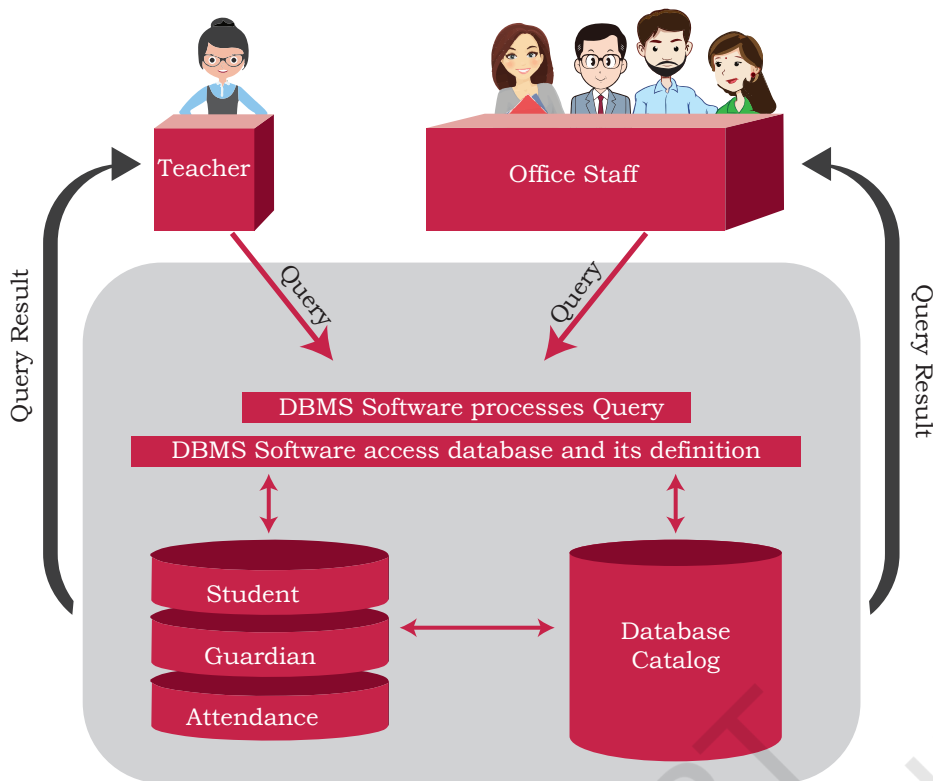 Teacher
Office Staff
Query
Query
Query Result
Query Result
DBMS Software processes Query
DBMS Software access database and its definition
Student
Guardian
Attendance
Database
Catalog